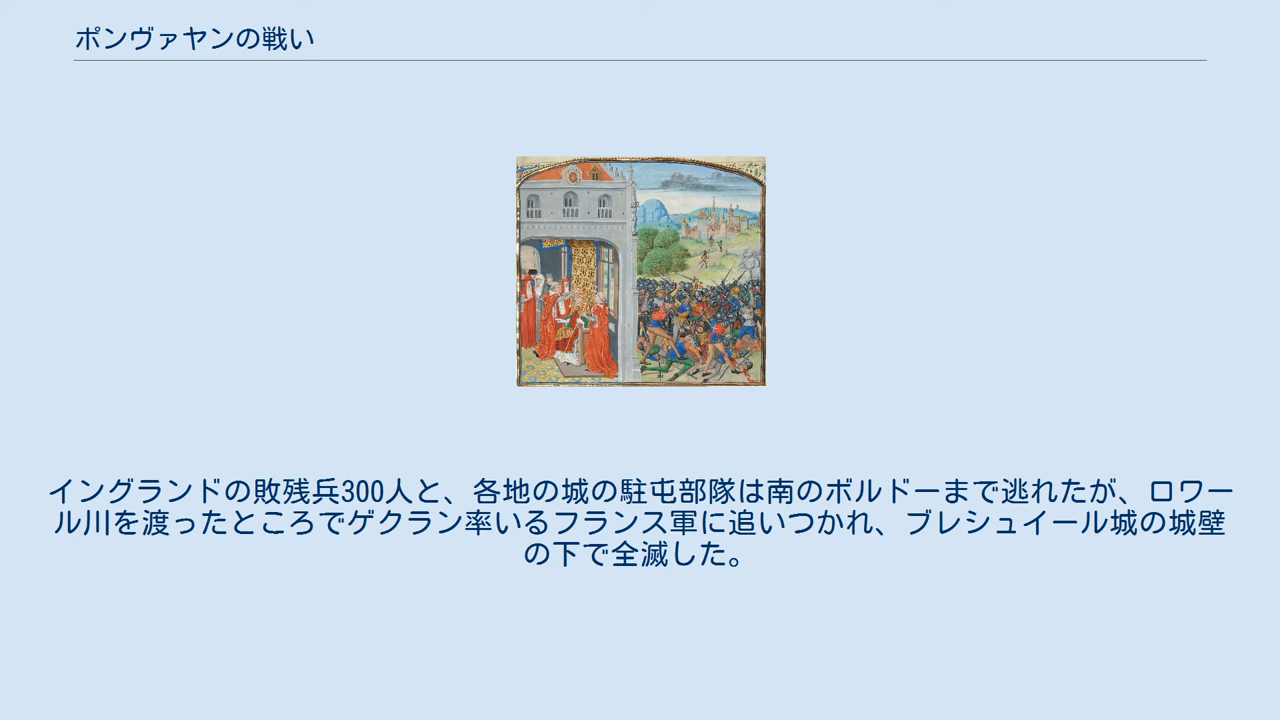 ポンヴァヤンの戦い
イングランドの敗残兵300人と、各地の城の駐屯部隊は南のボルドーまで逃れたが、ロワー
ル川を渡ったところでゲクラン率いるフランス軍に追いつかれ、ブレシュイール城の城壁
の下で全滅した。